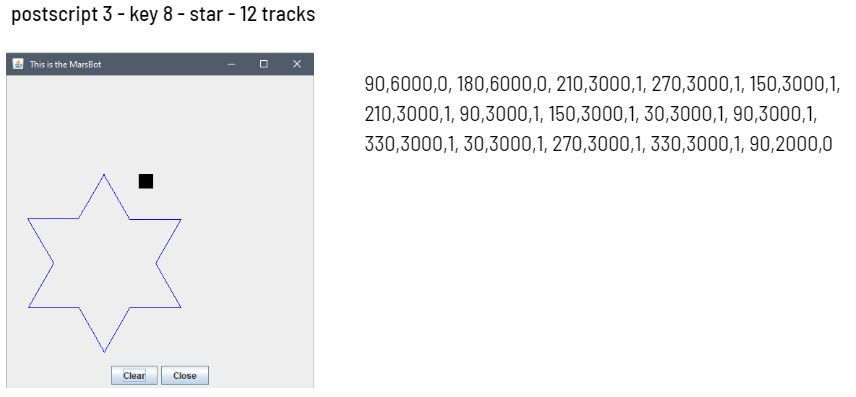 postscript 3 - key 8 - star - 12 tracks
This is the MarsBot
90,6000,0, 180,6000,0, 210,3000,1, 270,3000,1, 150,3000,1,
210,3000,1, 90,3000,1, 150,3000,1, 30,3000,1, 90,3000,1,
330,3000,1, 30,3000,1, 270,3000,1, 330,3000,1, 90,2000,0
Clear
Close